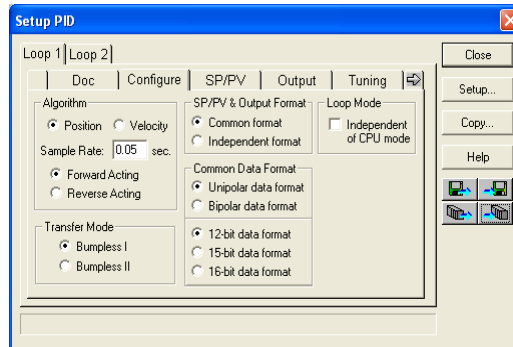 Setup PID
Loop 1 Loop 2
Doc Configure SP/PV Output Tuning
Algorithm
Position Velocity
Sample Rate: 0.05 sec.
Forward Acting
Reverse Acting
Transfer Mode
Bumpless I
Bumpless II
SP/PV & Output Format
Common format
Independent format
Common Data Format
Unipolar data format
Bipolar data format
12-bit data format
15-bit data format
16-bit data format
Loop Mode
Independent
of CPU mode
Close
Setup...
Copy...
Help